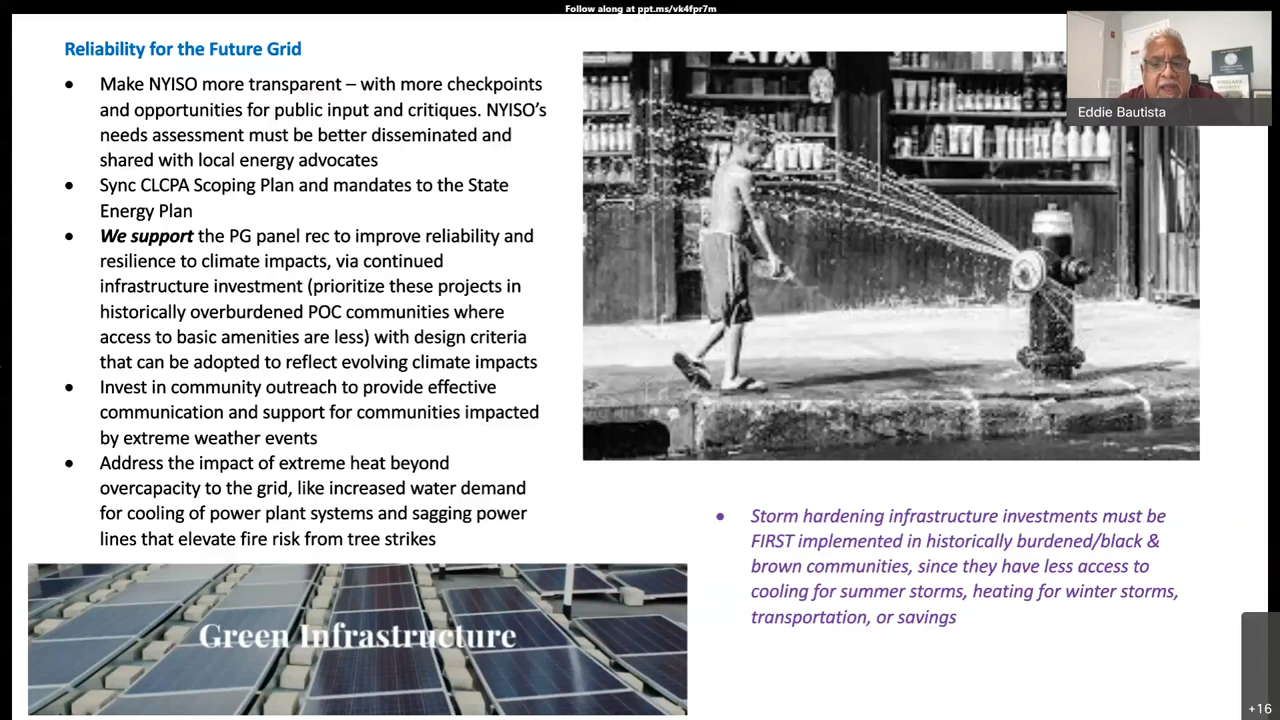 Follow along at ppt.ms/vk4fpr7m
Reliability for the Future Grid
• Make NYISO more transparent – with more checkpoints
and opportunities for public input and critiques. NYISO's
needs assessment must be better disseminated and
shared with local energy advocates
• Sync CLCPA Scoping Plan and mandates to the State
Energy Plan
• We support the PG panel rec to improve reliability and
resilience to climate impacts, via continued
infrastructure investment (prioritize these projects in
historically overburdened POC communities where
access to basic amenities are less) with design criteria
that can be adopted to reflect evolving climate impacts
• Invest in community outreach to provide effective
communication and support for communities impacted
by extreme weather events
• Address the impact of extreme heat beyond
overcapacity to the grid, like increased water demand
for cooling of power plant systems and sagging power
lines that elevate fire risk from tree strikes
ATM
Eddie Bautista
• Storm hardening infrastructure investments must be
FIRST implemented in historically burdened/black &
brown communities, since they have less access to
cooling for summer storms, heating for winter storms,
transportation, or savings
Green Infrastructure
+16